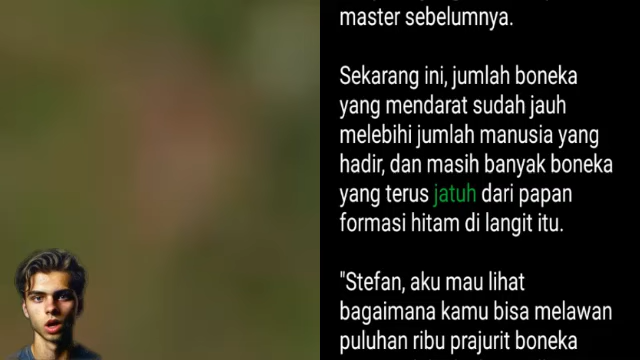 master sebelumnya.
Sekarang ini, jumlah boneka
yang mendarat sudah jauh
melebihi jumlah manusia yang
hadir, dan masih banyak boneka
yang terus jatuh dari papan
formasi hitam di langit itu.
"Stefan, aku mau lihat
bagaimana kamu bisa melawan
puluhan ribu prajurit boneka